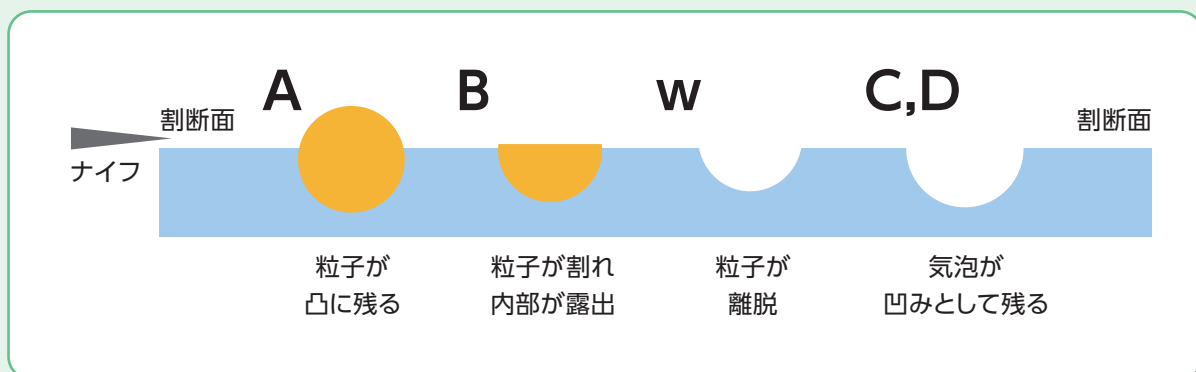 A
B
w
C,D
割断面
割断面
ナイフ
粒子が
凸に残る
粒子が割れ
内部が露出
粒子が
離脱
気泡が
凹みとして残る